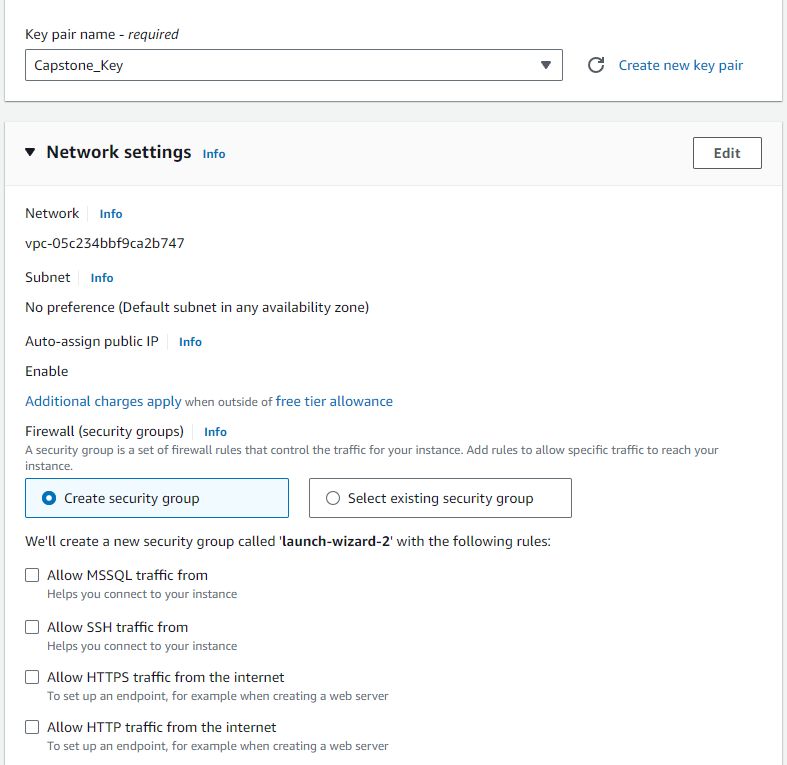 Key pair name - required
Capstone_Key
Create new key pair
Network settings Info
Edit
Network Info
vpc-05c234bbf9ca2b747
Subnet Info
No preference (Default subnet in any availability zone)
Auto-assign public IP Info
Enable
Additional charges apply when outside of free tier allowance
Firewall (security groups) Info
A security group is a set of firewall rules that control the traffic for your instance. Add rules to allow specific traffic to reach your
instance.
Create security group
Select existing security group
We'll create a new security group called 'launch-wizard-2' with the following rules:
Allow MSSQL traffic from
Helps you connect to your instance
Allow SSH traffic from
Helps you connect to your instance
Allow HTTPS traffic from the internet
To set up an endpoint, for example when creating a web server
Allow HTTP traffic from the internet
To set up an endpoint, for example when creating a web server